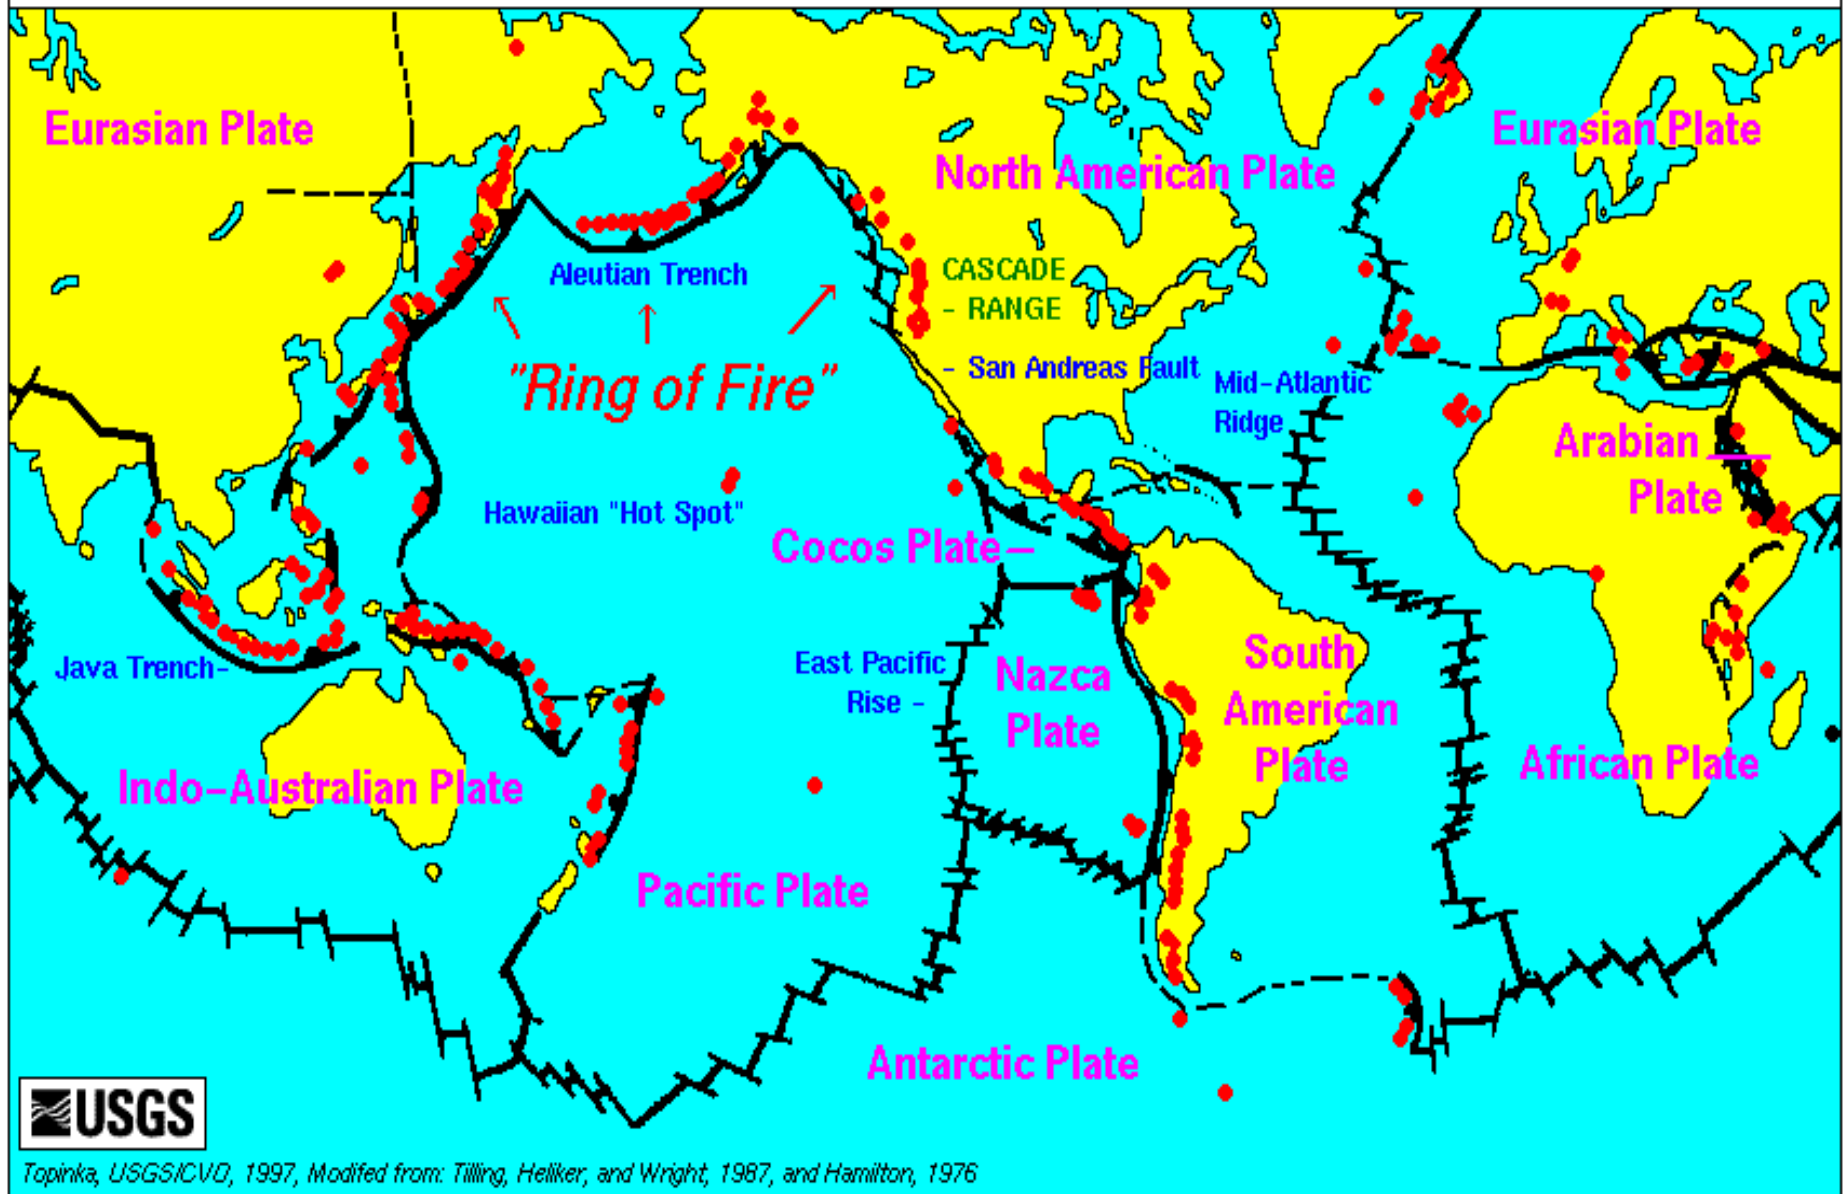 Eurasian Plate
Eurasian Plate
North American Plate
Aleutian Trench
CASCADE
- RANGE
"Ring of Fire"
- San Andreas Fault
Mid-Atlantic
Ridge
Arabian
Plate
Hawaiian "Hot Spot"
Cocos Plate-
Java Trench-
East Pacific
Rise -
Nazca
Plate
South
American
Plate
African Plate
Indo-Australian Plate
Pacific Plate
Antarctic Plate
USGS
Topinka, USGS/CVO, 1997, Modifed from: Tilling, Heliker, and Wright, 1987, and Hamilton, 1976